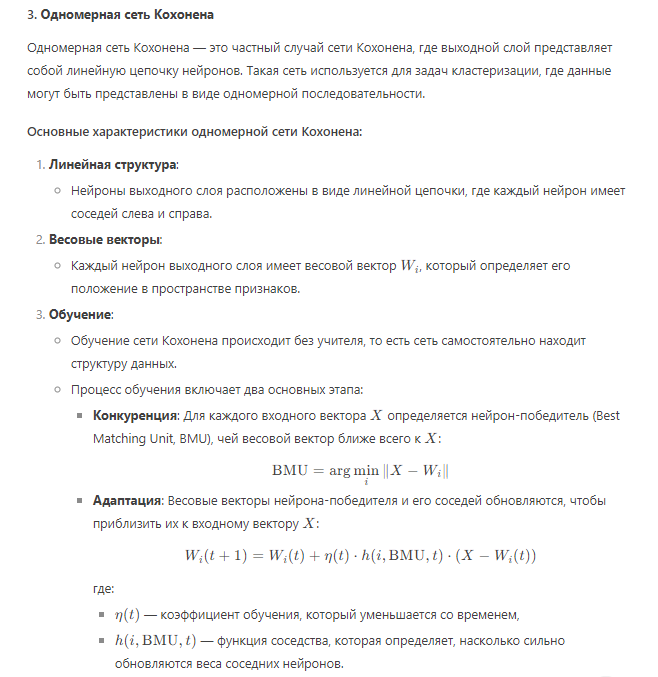 3. Одномерная сеть Кохонена
Одномерная сеть Кохонена — это частный случай сети Кохонена, где выходной слой представляет
собой линейную цепочку нейронов. Такая сеть используется для задач кластеризации, где данные
могут быть представлены в виде одномерной последовательности.
Основные характеристики одномерной сети Кохонена:
1. Линейная структура:
○ Нейроны выходного слоя расположены в виде линейной цепочки, где каждый нейрон имеет
соседей слева и справа.
2. Весовые векторы:
○ Каждый нейрон выходного слоя имеет весовой вектор W_i, который определяет его
положение в пространстве признаков.
3. Обучение:
○ Обучение сети Кохонена происходит без учителя, то есть сеть самостоятельно находит
структуру данных.
○ Процесс обучения включает два основных этапа:
■ Конкуренция: Для каждого входного вектора X определяется нейрон-победитель (Best
Matching Unit, BMU), чей весовой вектор ближе всего к X:
BMU = arg min_i ‖X − W_i‖
■ Адаптация: Весовые векторы нейрона-победителя и его соседей обновляются, чтобы
приблизить их к входному вектору X:
W_i(t + 1) = W_i(t) + η(t) · h(i, BMU, t) · (X − W_i(t))
где:
■ η(t) — коэффициент обучения, который уменьшается со временем,
■ h(i, BMU, t) — функция соседства, которая определяет, насколько сильно
обновляются веса соседних нейронов.